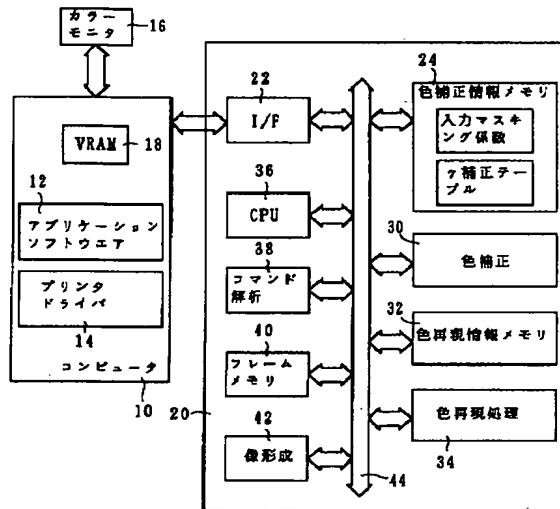 カラー
モニタ
16
VRAM
18
12
アプリケーション
ソフトウエア
プリンタ
ドライバ
14
コンピュータ
10
20
22
I/F
36
CPU
38
コマンド
解析
40
フレーム
メモリ
42
像形成
44
24
色補正情報メモリ
入力マスキ
ング係数
γ補正テー
ブル
30
色補正
32
色再現情報メモリ
色再現処理
34